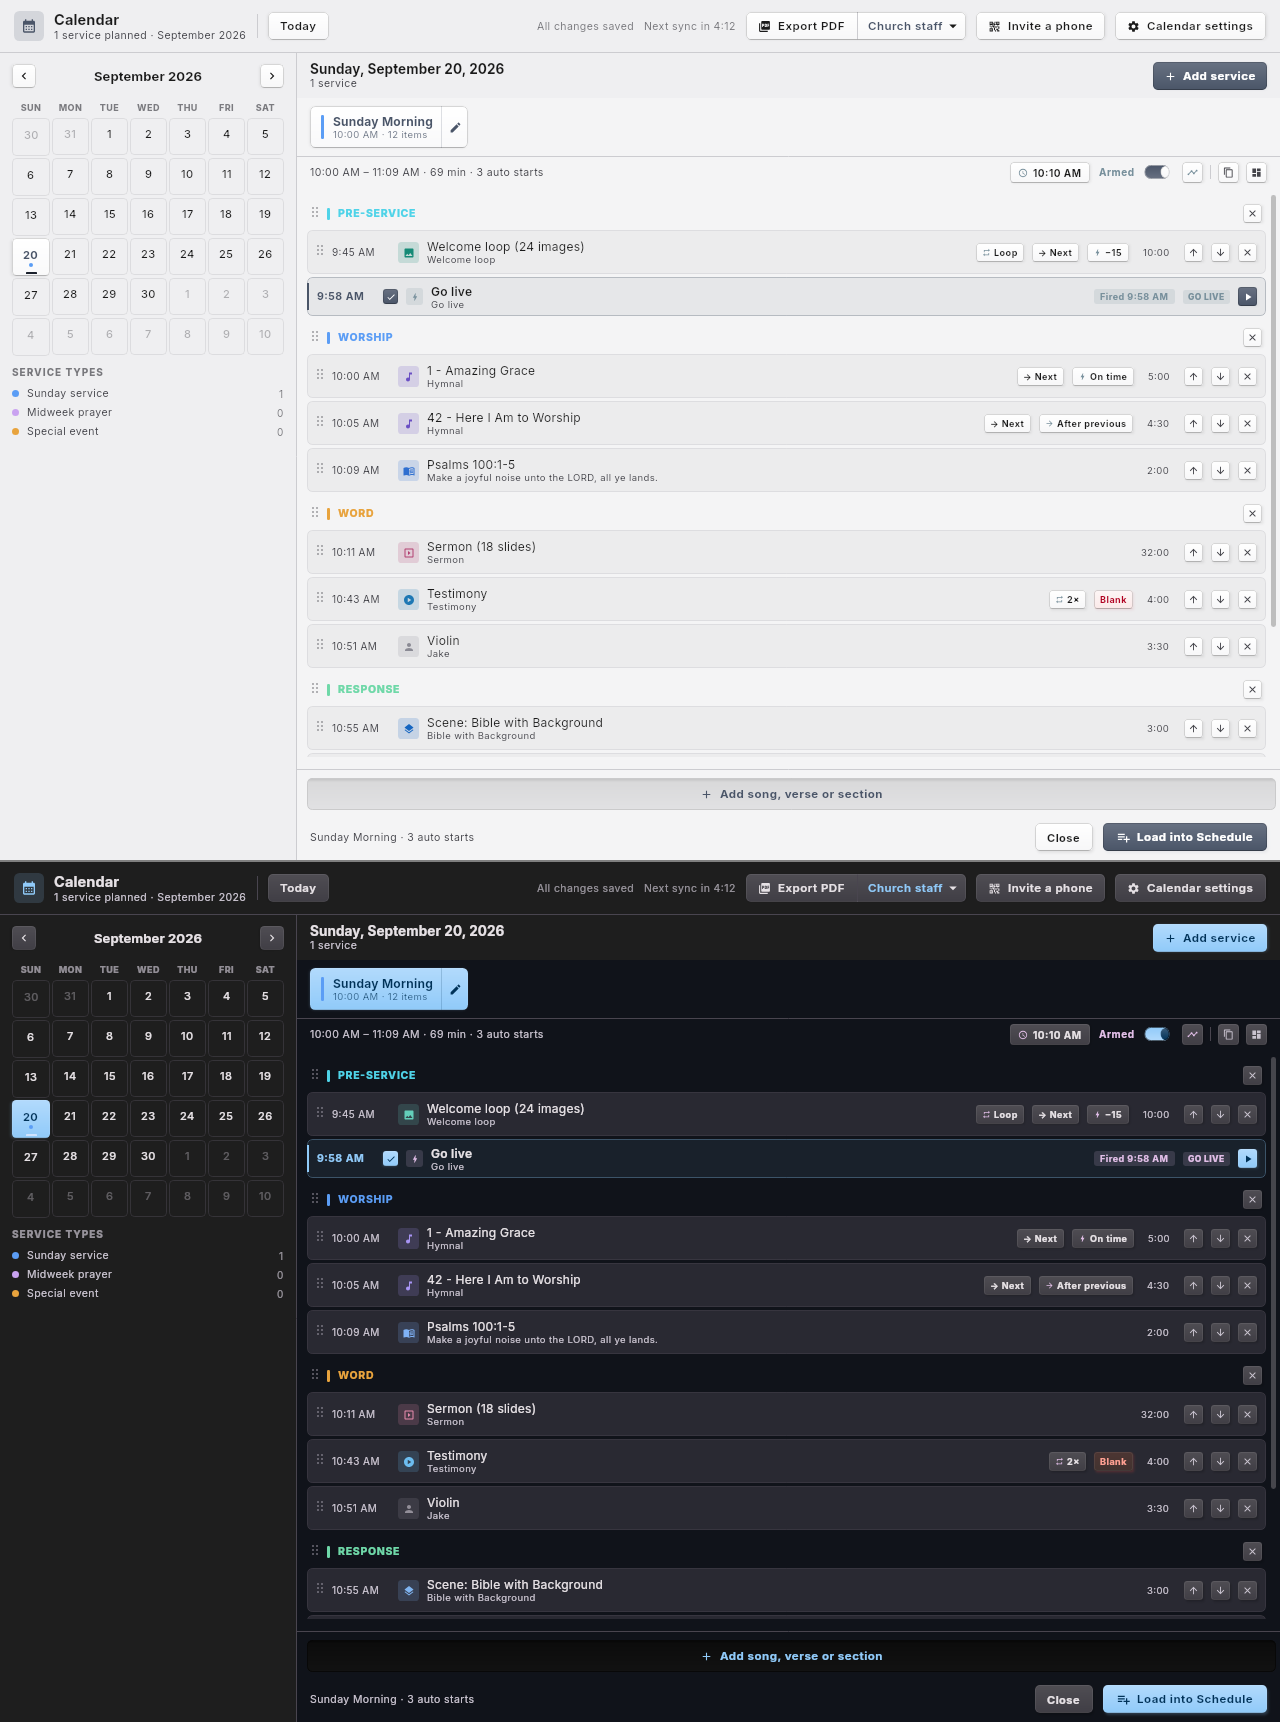 Calendar
1 service planned · September 2026
Today
All changes saved
Next sync in 4:12
Export PDF
Church staff
Invite a phone
Calendar settings
September 2026
SUN MON TUE WED THU FRI SAT
30 31 1 2 3 4 5
6 7 8 9 10 11 12
13 14 15 16 17 18 19
20 21 22 23 24 25 26
27 28 29 30 1 2 3
4 5 6 7 8 9 10
SERVICE TYPES
Sunday service 1
Midweek prayer 0
Special event 0
Sunday, September 20, 2026
1 service
Add service
Sunday Morning
10:00 AM · 12 items
10:00 AM – 11:09 AM · 69 min · 3 auto starts
10:10 AM
Armed
PRE-SERVICE
9:45 AM
Welcome loop (24 images)
Welcome loop
Loop
Next
−15
10:00
9:58 AM
Go live
Go live
Fired 9:58 AM
GO LIVE
WORSHIP
10:00 AM
1 - Amazing Grace
Hymnal
Next
On time
5:00
10:05 AM
42 - Here I Am to Worship
Hymnal
Next
After previous
4:30
10:09 AM
Psalms 100:1-5
Make a joyful noise unto the LORD, all ye lands.
2:00
WORD
10:11 AM
Sermon (18 slides)
Sermon
32:00
10:43 AM
Testimony
Testimony
2×
Blank
4:00
10:51 AM
Violin
Jake
3:30
RESPONSE
10:55 AM
Scene: Bible with Background
Bible with Background
3:00
Add song, verse or section
Sunday Morning · 3 auto starts
Close
Load into Schedule
Calendar
1 service planned · September 2026
Today
All changes saved
Next sync in 4:12
Export PDF
Church staff
Invite a phone
Calendar settings
September 2026
SUN MON TUE WED THU FRI SAT
30 31 1 2 3 4 5
6 7 8 9 10 11 12
13 14 15 16 17 18 19
20 21 22 23 24 25 26
27 28 29 30 1 2 3
4 5 6 7 8 9 10
SERVICE TYPES
Sunday service 1
Midweek prayer 0
Special event 0
Sunday, September 20, 2026
1 service
Add service
Sunday Morning
10:00 AM · 12 items
10:00 AM – 11:09 AM · 69 min · 3 auto starts
10:10 AM
Armed
PRE-SERVICE
9:45 AM
Welcome loop (24 images)
Welcome loop
Loop
Next
−15
10:00
9:58 AM
Go live
Go live
Fired 9:58 AM
GO LIVE
WORSHIP
10:00 AM
1 - Amazing Grace
Hymnal
Next
On time
5:00
10:05 AM
42 - Here I Am to Worship
Hymnal
Next
After previous
4:30
10:09 AM
Psalms 100:1-5
Make a joyful noise unto the LORD, all ye lands.
2:00
WORD
10:11 AM
Sermon (18 slides)
Sermon
32:00
10:43 AM
Testimony
Testimony
2×
Blank
4:00
10:51 AM
Violin
Jake
3:30
RESPONSE
10:55 AM
Scene: Bible with Background
Bible with Background
3:00
Add song, verse or section
Sunday Morning · 3 auto starts
Close
Load into Schedule